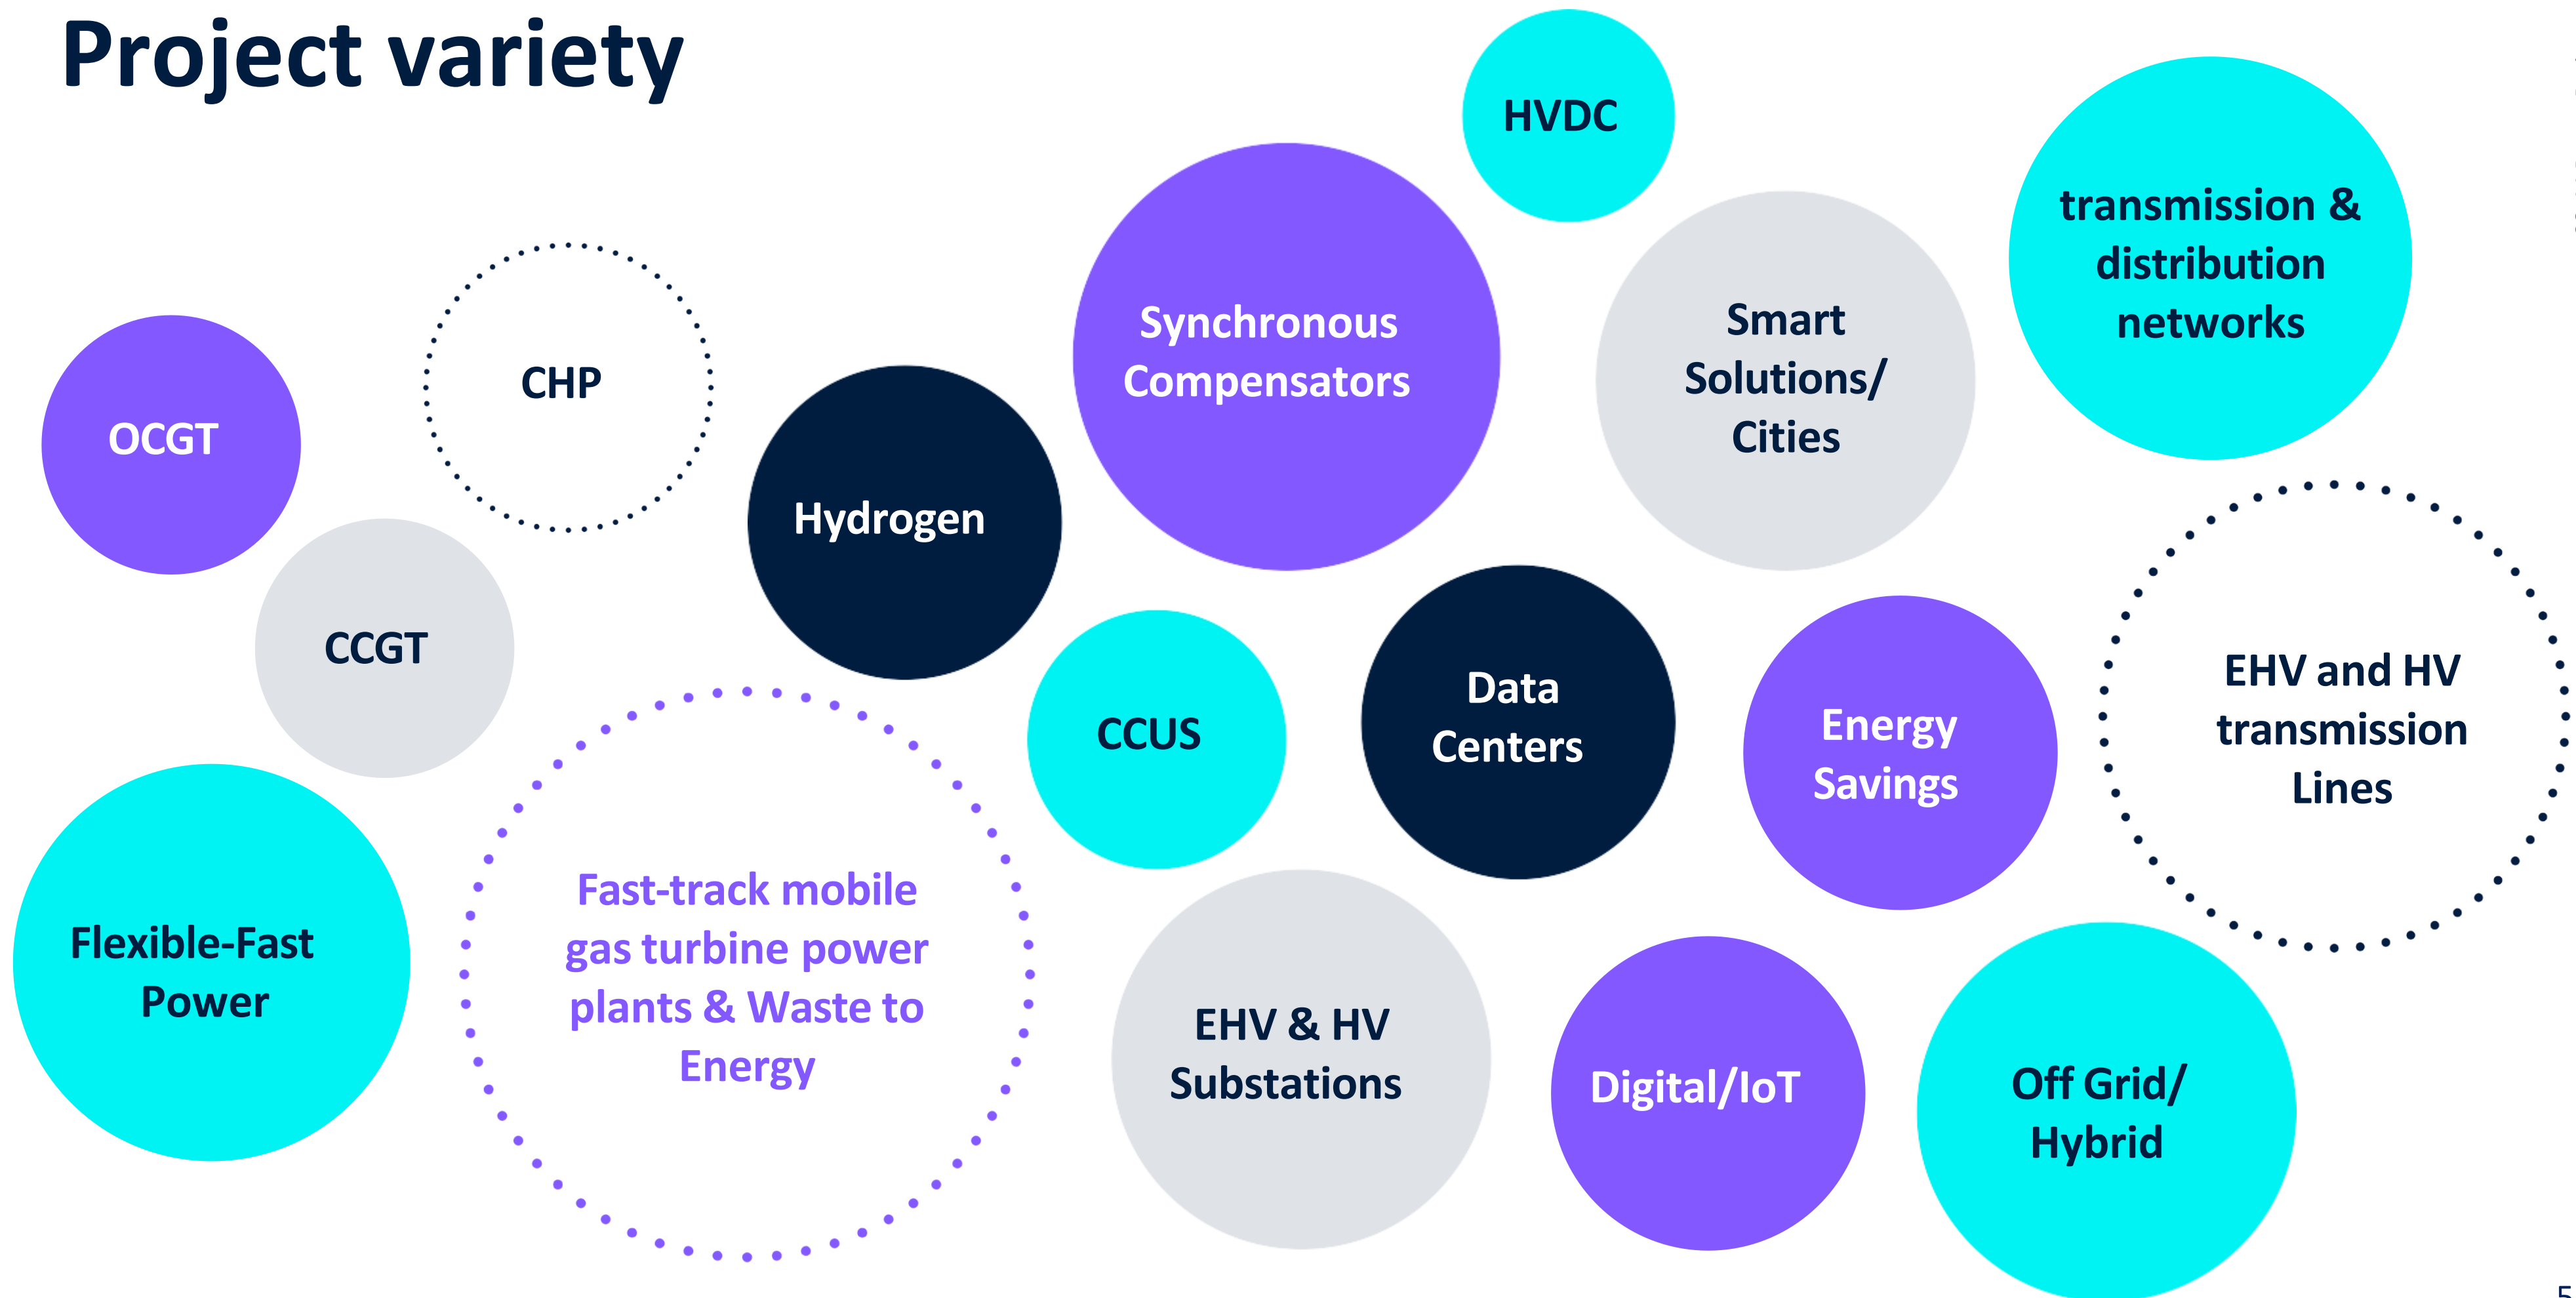 Project variety
HVDC
transmission &
distribution
networks
Synchronous
Compensators
Smart
Solutions/
Cities
CHP
OCGT
Hydrogen
CCGT
CCUS
Data
Centers
Energy
Savings
EHV and HV
transmission
Lines
Flexible-Fast
Power
Fast-track mobile
gas turbine power
plants & Waste to
Energy
EHV & HV
Substations
Digital/IoT
Off Grid/
Hybrid